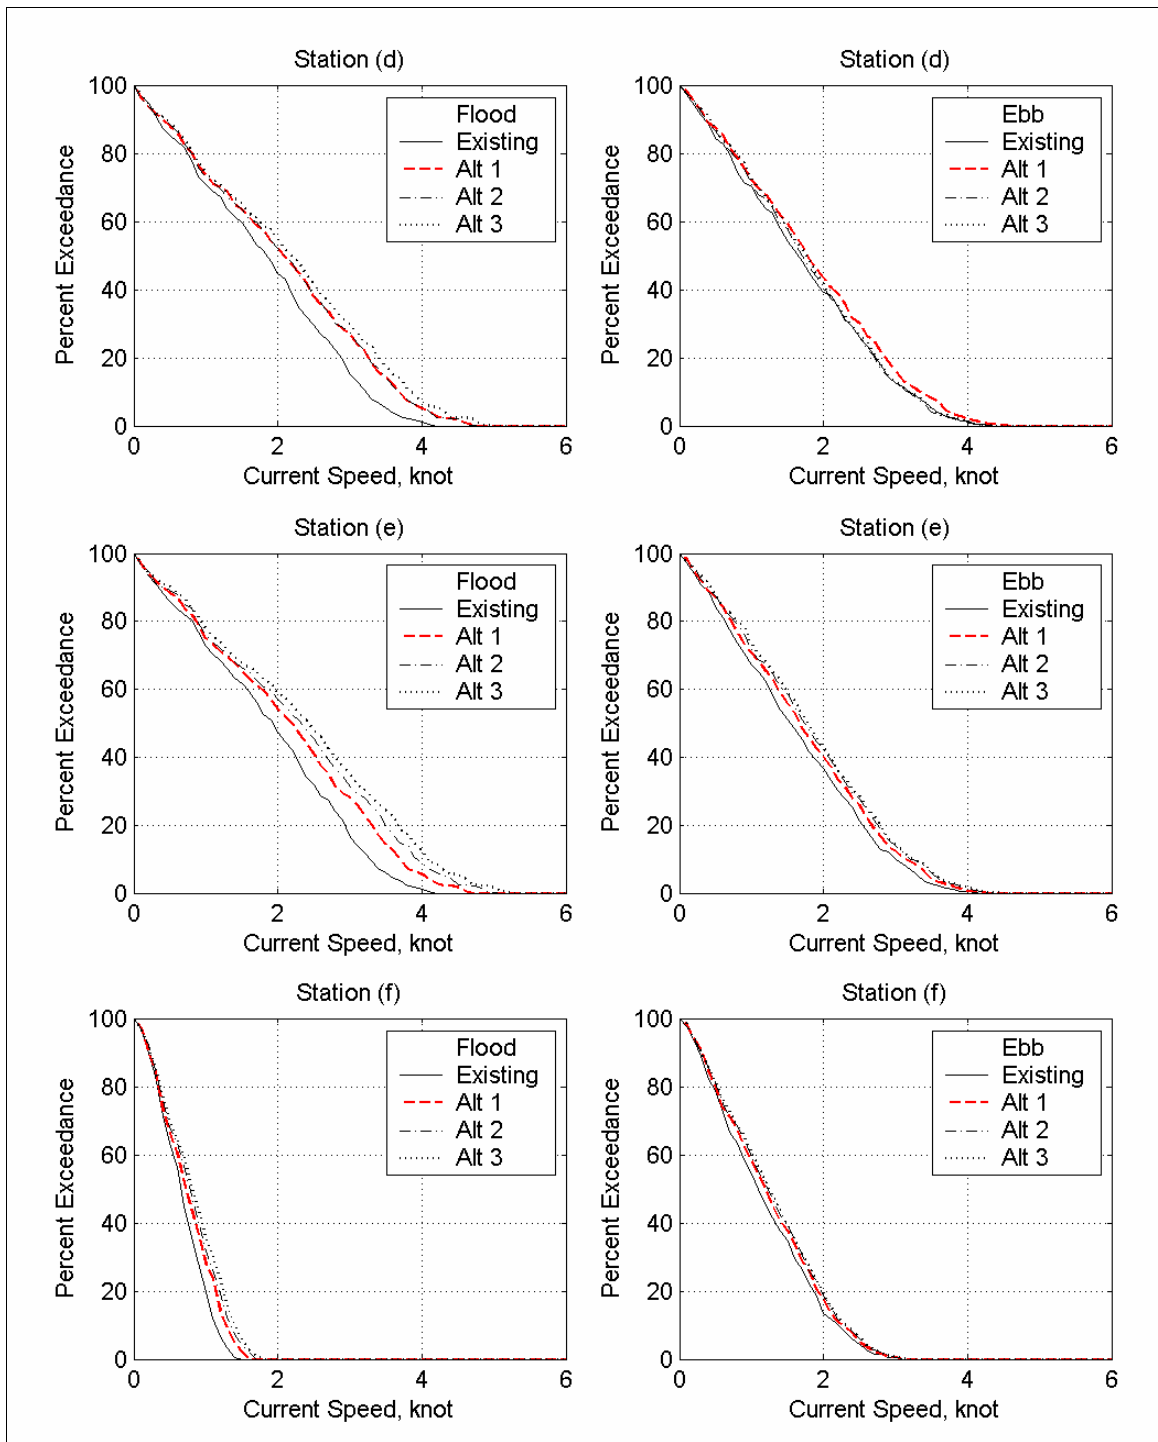 Station (d)
100
80
60
40
20
0
Percent Exceedance
Flood
Existing
Alt 1
Alt 2
Alt 3
0 2 4 6
Current Speed, knot
Station (d)
100
80
60
40
20
0
Percent Exceedance
Ebb
Existing
Alt 1
Alt 2
Alt 3
0 2 4 6
Current Speed, knot
Station (e)
100
80
60
40
20
0
Percent Exceedance
Flood
Existing
Alt 1
Alt 2
Alt 3
0 2 4 6
Current Speed, knot
Station (e)
100
80
60
40
20
0
Percent Exceedance
Ebb
Existing
Alt 1
Alt 2
Alt 3
0 2 4 6
Current Speed, knot
Station (f)
100
80
60
40
20
0
Percent Exceedance
Flood
Existing
Alt 1
Alt 2
Alt 3
0 2 4 6
Current Speed, knot
Station (f)
100
80
60
40
20
0
Percent Exceedance
Ebb
Existing
Alt 1
Alt 2
Alt 3
0 2 4 6
Current Speed, knot